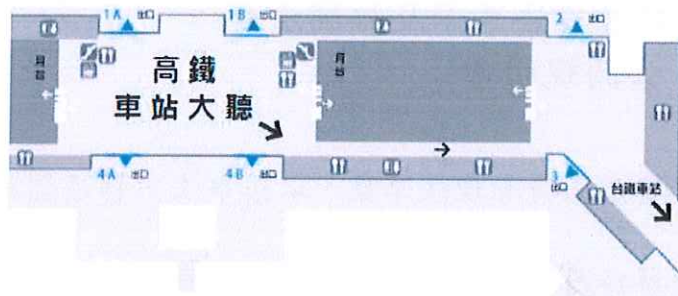 1A 出口
1B 出口
2 出口
月台
月台
高鐵
車站大廳
4A 出口
4B 出口
3 出口
台鐵車站